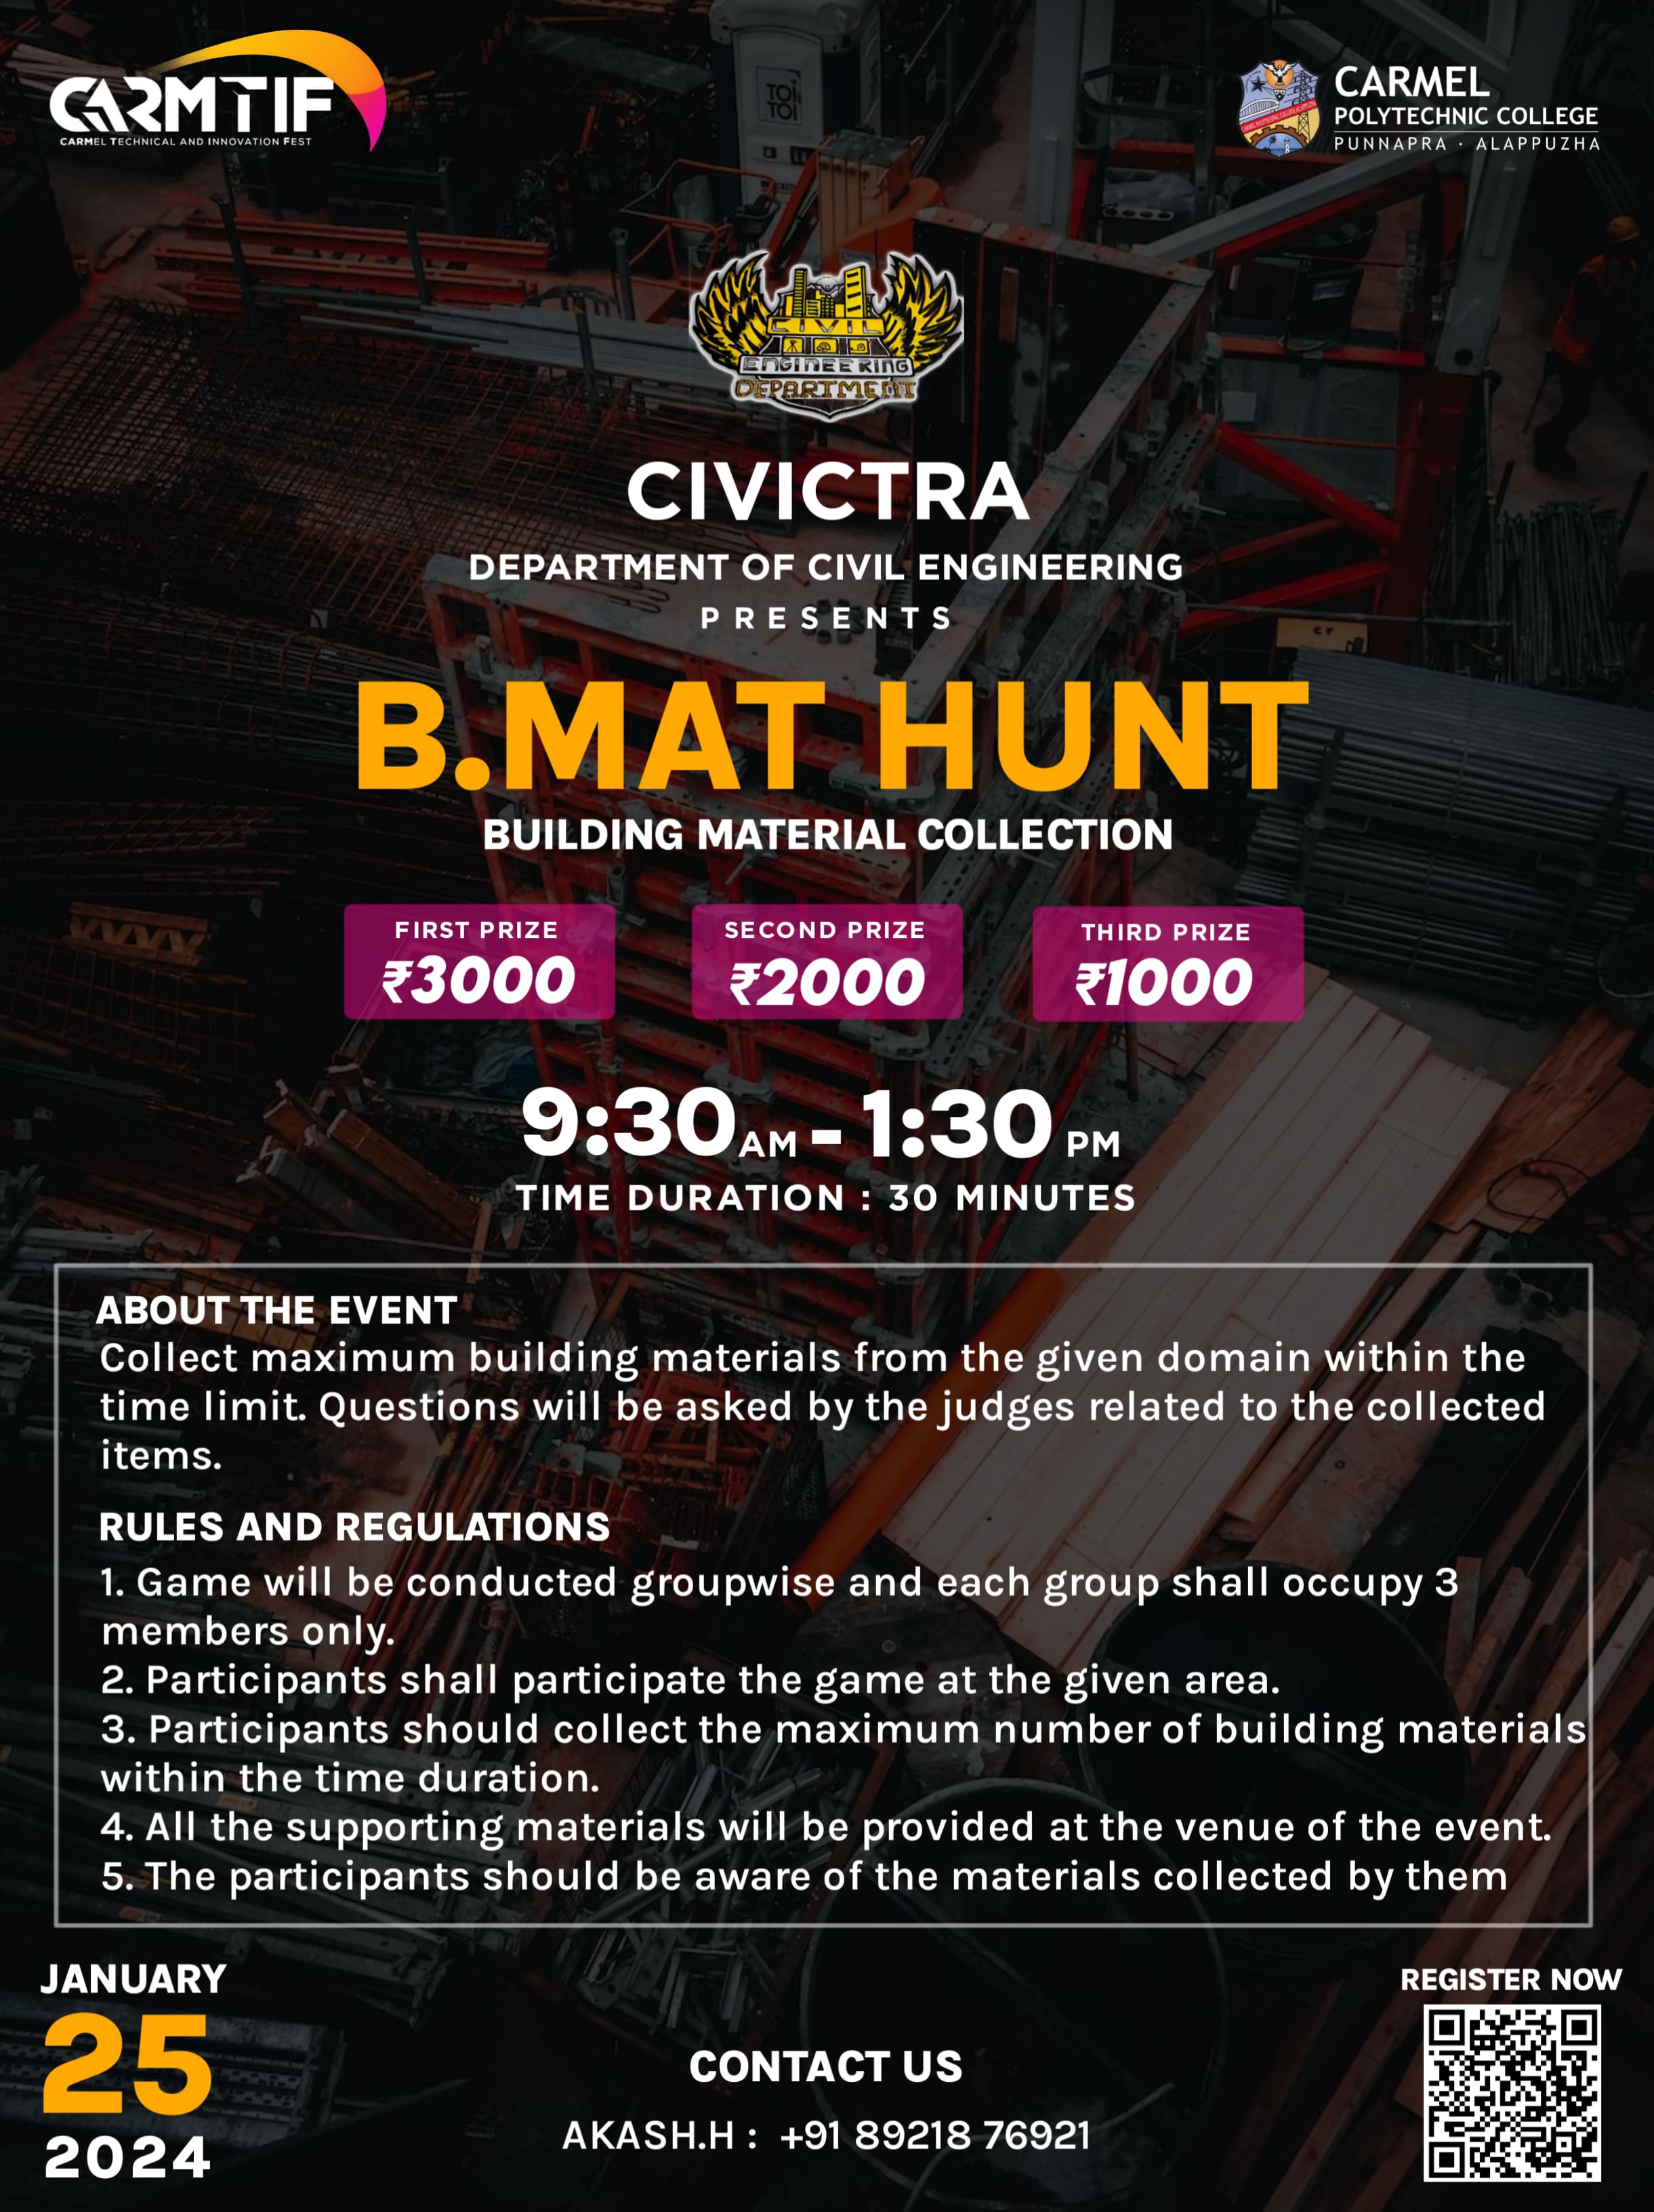 CARMTIF
CARMEL TECHNICAL AND INNOVATION FEST
CARMEL
POLYTECHNIC COLLEGE
PUNNAPRA · ALAPPUZHA
TOI
TOI
CIVIL
ENGINEERING
DEPARTMENT
CIVICTRA
DEPARTMENT OF CIVIL ENGINEERING
PRESENTS
B.MAT HUNT
BUILDING MATERIAL COLLECTION
FIRST PRIZE
₹3000
SECOND PRIZE
₹2000
THIRD PRIZE
₹1000
9:30 AM - 1:30 PM
TIME DURATION : 30 MINUTES
ABOUT THE EVENT
Collect maximum building materials from the given domain within the
time limit. Questions will be asked by the judges related to the collected
items.
RULES AND REGULATIONS
1. Game will be conducted groupwise and each group shall occupy 3
members only.
2. Participants shall participate the game at the given area.
3. Participants should collect the maximum number of building materials
within the time duration.
4. All the supporting materials will be provided at the venue of the event.
5. The participants should be aware of the materials collected by them
JANUARY
25
2024
CONTACT US
AKASH.H : +91 89218 76921
REGISTER NOW